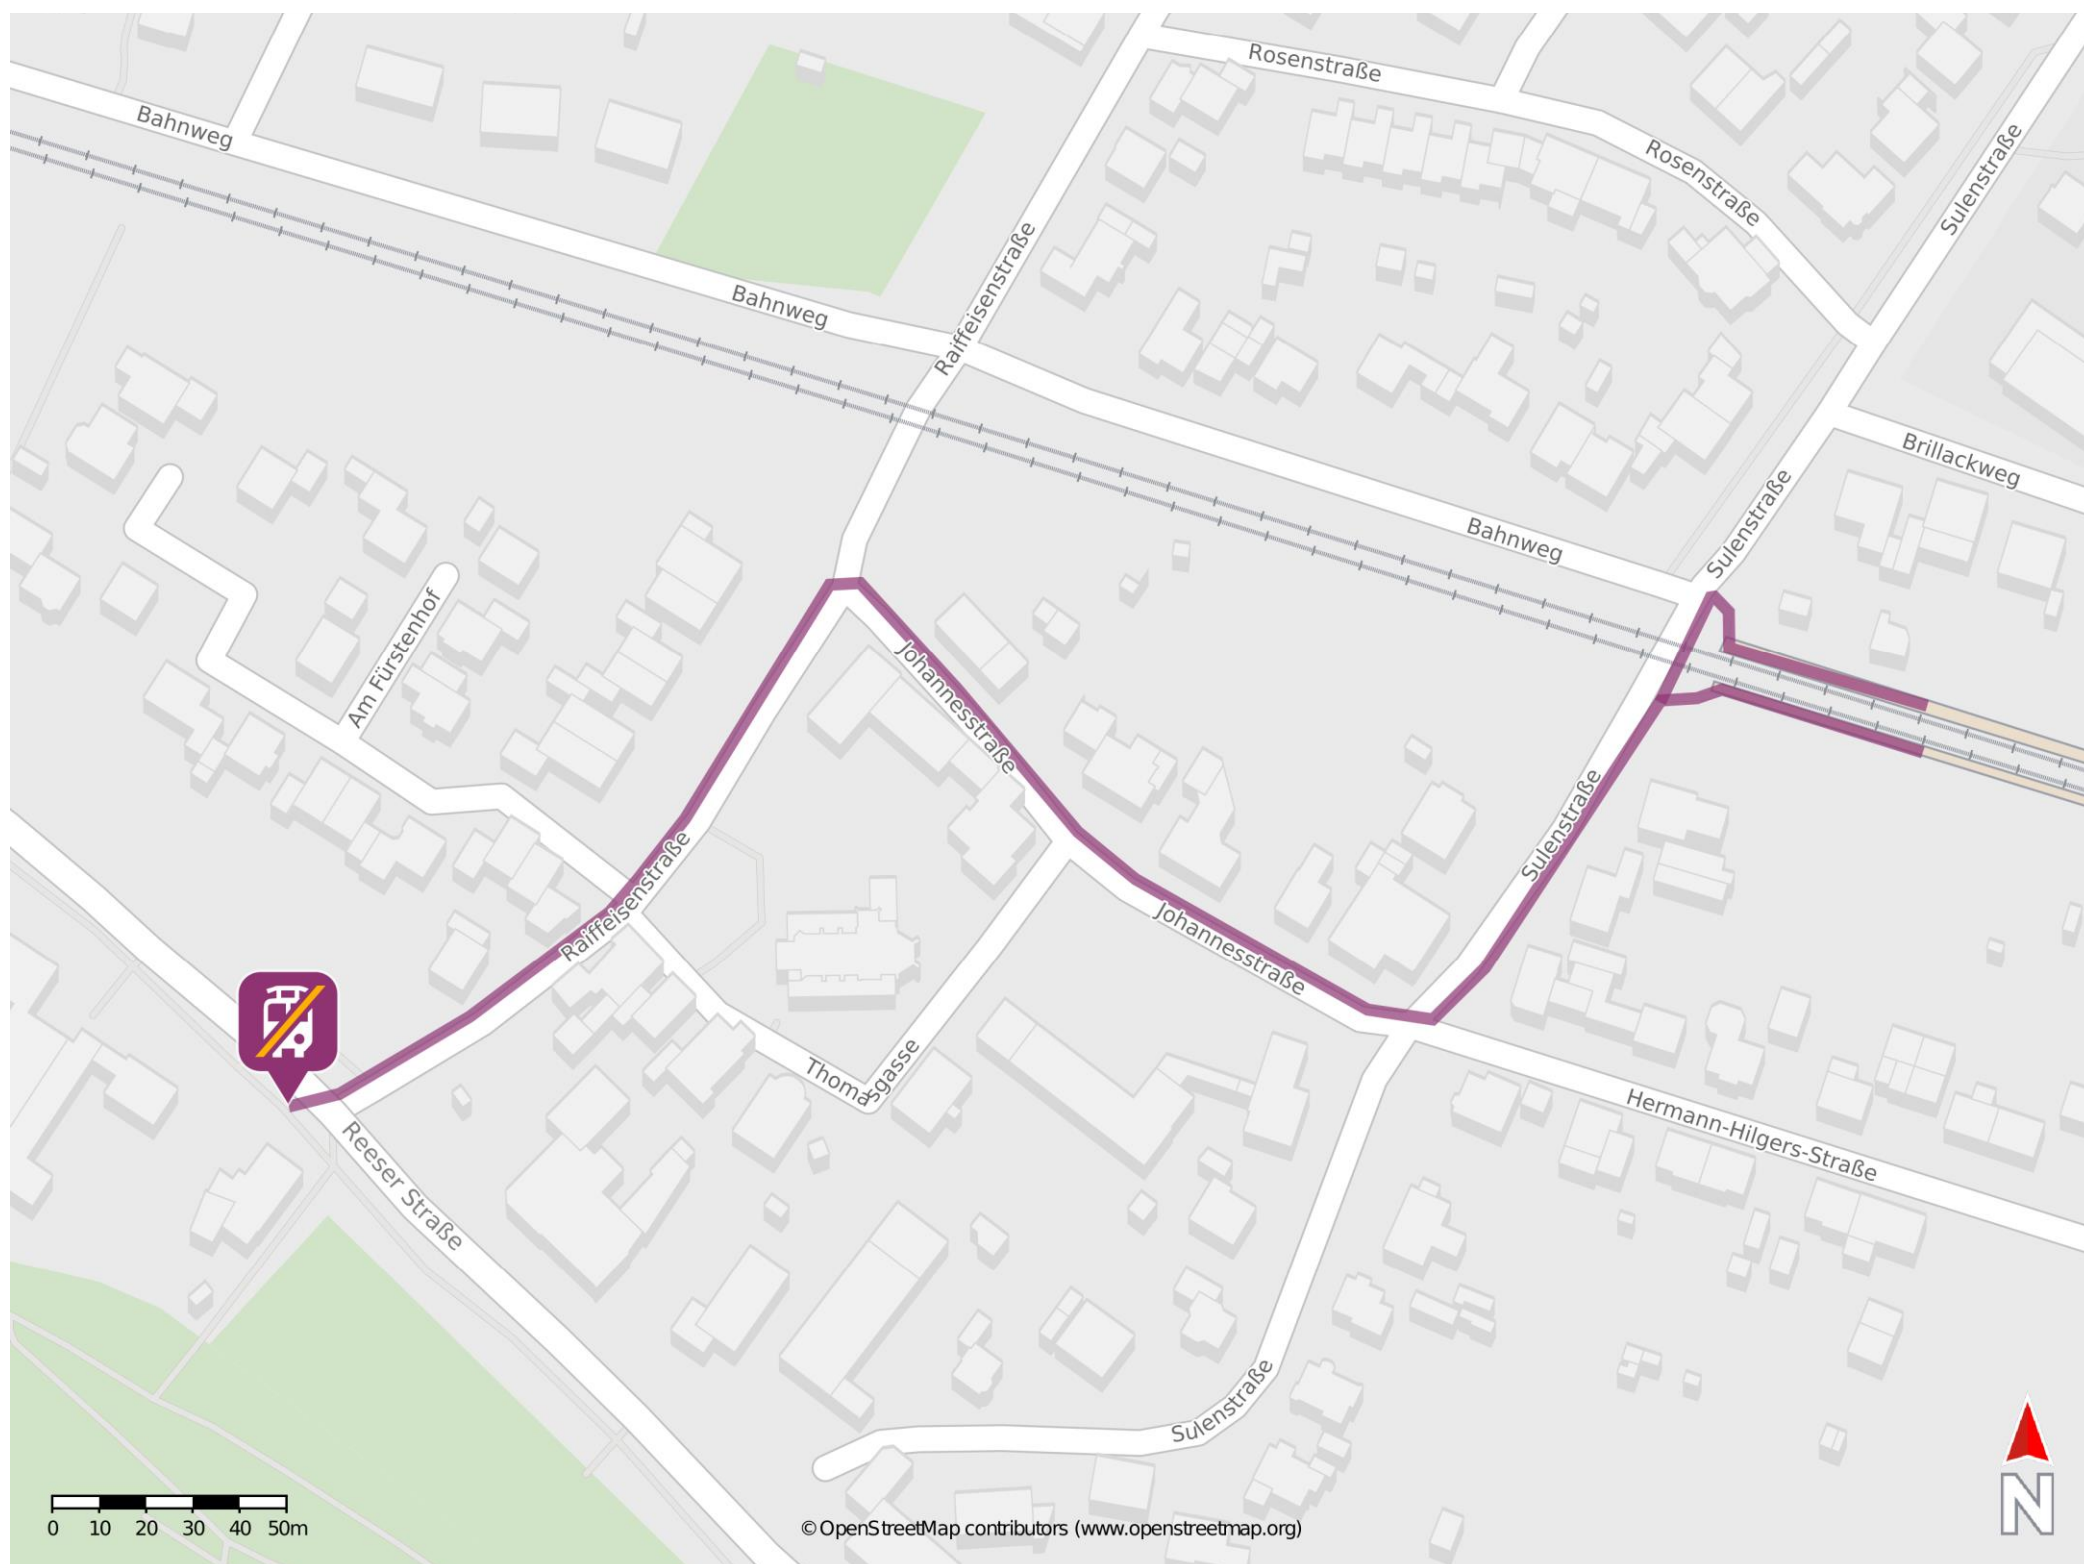 Rosenstraße
Bahnweg
Rosenstraße
Sulenstraße
Raiffeisenstraße
Bahnweg
Brillackweg
Bahnweg
Sulenstraße
Am Fürstenhof
Johannesstraße
Sulenstraße
Raiffeisenstraße
Johannesstraße
Thomasgasse
Hermann-Hilgers-Straße
Reeser Straße
Sulenstraße
0 10 20 30 40 50m
© OpenStreetMap contributors (www.openstreetmap.org)
N